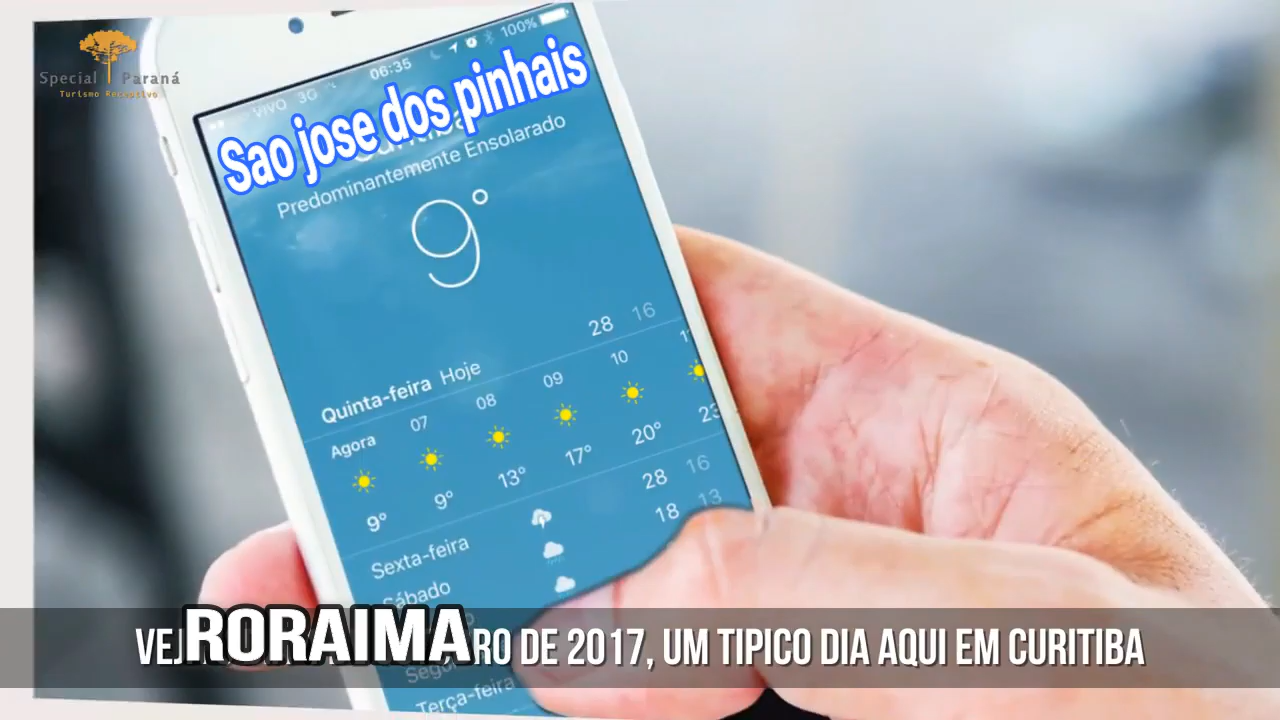 Special Paraná
Turismo Receptivo
VIVO 3G 06:35 100%
Sao jose dos pinhais
Predominantemente Ensolarado
9°
Quinta-feira Hoje 28 16
Agora 07 08 09 10
9° 9° 13° 17° 20° 23
Sexta-feira 28 16
Sábado 18 13
Terça-feira
RORAIMA
RO DE 2017, UM TIPICO DIA AQUI EM CURITIBA